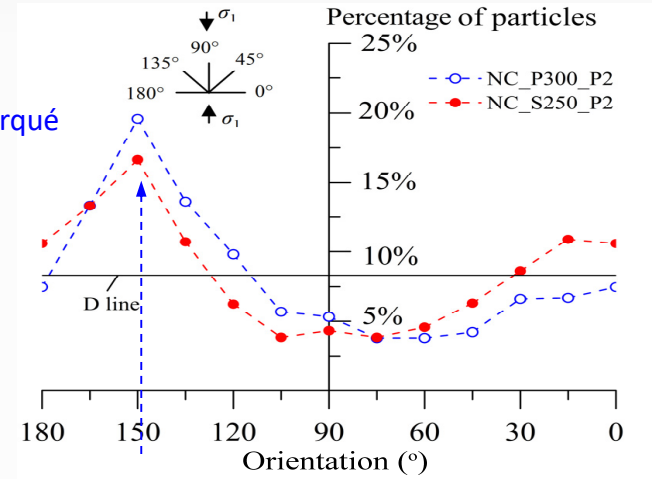 Percentage of particles
σ1
90°
135°
45°
180°
0°
σ1
25%
20%
15%
10%
5%
NC_P300_P2
NC_S250_P2
rqué
D line
180 150 120 90 60 30 0
Orientation (°)